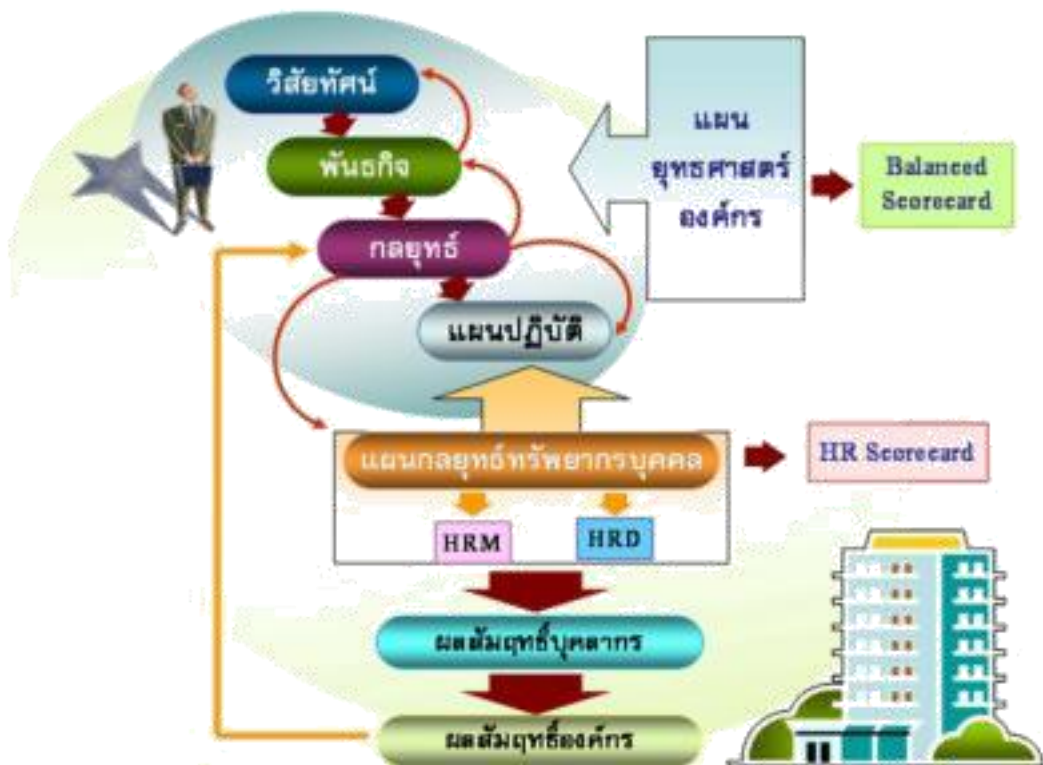 วิสัยทัศน์
พันธกิจ
กลยุทธ์
แผนปฏิบัติ
แผน
ยุทธศาสตร์
องค์กร
Balanced
Scorecard
แผนกลยุทธ์ทรัพยากรบุคคล
HR Scorecard
HRM
HRD
ผลสัมฤทธิ์บุคลากร
ผลสัมฤทธิ์องค์กร